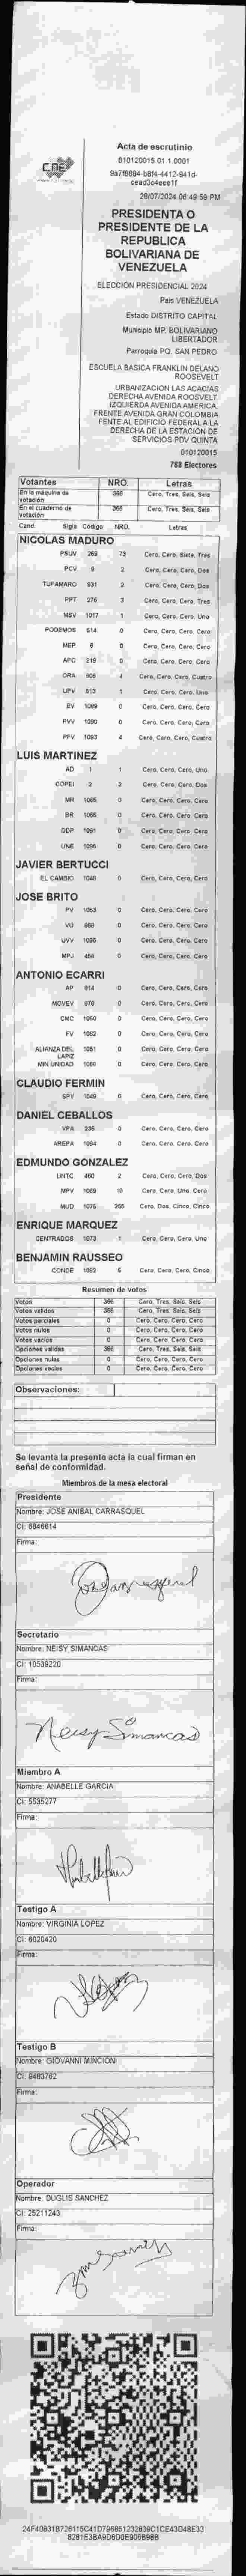 CNE
Acta de escrutinio
010120015.01.1.0001
9a7f8694-b8f4-4412-941d-
cead3c4eee1f
28/07/2024 06:49:59 PM
PRESIDENTA O
PRESIDENTE DE LA
REPUBLICA
BOLIVARIANA DE
VENEZUELA
ELECCIÓN PRESIDENCIAL 2024
País VENEZUELA
Estado DISTRITO CAPITAL
Municipio MP. BOLIVARIANO
LIBERTADOR
Parroquia PQ. SAN PEDRO
ESCUELA BASICA FRANKLIN DELANO
ROOSEVELT
URBANIZACION LAS ACACIAS
DERECHA AVENIDA ROOSEVELT.
IZQUIERDA AVENIDA AMERICA.
FRENTE AVENIDA GRAN COLOMBIA
FENTE AL EDIFICIO FEDERAL A LA
DERECHA DE LA ESTACIÓN DE
SERVICIOS PDV QUINTA
010120015
788 Electores
Votantes NRO. Letras
En la máquina de votación 366 Cero, Tres, Seis, Seis
En el cuaderno de votación 366 Cero, Tres, Seis, Seis
Cand. Sigla Código NRO. Letras
NICOLAS MADURO
PSUV 269 73 Cero, Cero, Siete, Tres
PCV 9 2 Cero, Cero, Cero, Dos
TUPAMARO 931 2 Cero, Cero, Cero, Dos
PPT 276 3 Cero, Cero, Cero, Tres
MSV 1017 1 Cero, Cero, Cero, Uno
PODEMOS 514 0 Cero, Cero, Cero, Cero
MEP 6 0 Cero, Cero, Cero, Cero
APC 219 0 Cero, Cero, Cero, Cero
ORA 906 4 Cero, Cero, Cero, Cuatro
UPV 513 1 Cero, Cero, Cero, Uno
EV 1089 0 Cero, Cero, Cero, Cero
PVV 1090 0 Cero, Cero, Cero, Cero
PFV 1093 4 Cero, Cero, Cero, Cuatro
LUIS MARTINEZ
AD 1 1 Cero, Cero, Cero, Uno
COPEI 2 2 Cero, Cero, Cero, Dos
MR 1065 0 Cero, Cero, Cero, Cero
BR 1066 0 Cero, Cero, Cero, Cero
DDP 1091 0 Cero, Cero, Cero, Cero
UNE 1095 0 Cero, Cero, Cero, Cero
JAVIER BERTUCCI
EL CAMBIO 1048 0 Cero, Cero, Cero, Cero
JOSE BRITO
PV 1053 0 Cero, Cero, Cero, Cero
VU 969 0 Cero, Cero, Cero, Cero
UVV 1096 0 Cero, Cero, Cero, Cero
MPJ 454 0 Cero, Cero, Cero, Cero
ANTONIO ECARRI
AP 914 0 Cero, Cero, Cero, Cero
MOVEV 976 0 Cero, Cero, Cero, Cero
CMC 1050 0 Cero, Cero, Cero, Cero
FV 1062 0 Cero, Cero, Cero, Cero
ALIANZA DEL LAPIZ 1051 0 Cero, Cero, Cero, Cero
MIN UNIDAD 1069 0 Cero, Cero, Cero, Cero
CLAUDIO FERMIN
SPV 1049 0 Cero, Cero, Cero, Cero
DANIEL CEBALLOS
VPA 235 0 Cero, Cero, Cero, Cero
AREPA 1094 0 Cero, Cero, Cero, Cero
EDMUNDO GONZALEZ
UNTC 460 2 Cero, Cero, Cero, Dos
MPV 1069 10 Cero, Cero, Uno, Cero
MUD 1075 255 Cero, Dos, Cinco, Cinco
ENRIQUE MARQUEZ
CENTRADOS 1073 1 Cero, Cero, Cero, Uno
BENJAMIN RAUSSEO
CONDE 1092 5 Cero, Cero, Cero, Cinco
Resumen de votos
Votos 366 Cero, Tres, Seis, Seis
Votos válidos 366 Cero, Tres, Seis, Seis
Votos parciales 0 Cero, Cero, Cero, Cero
Votos nulos 0 Cero, Cero, Cero, Cero
Votos vacíos 0 Cero, Cero, Cero, Cero
Opciones válidas 366 Cero, Tres, Seis, Seis
Opciones nulas 0 Cero, Cero, Cero, Cero
Opciones vacías 0 Cero, Cero, Cero, Cero
Observaciones:
Se levanta la presente acta la cual firman en
señal de conformidad.
Miembros de la mesa electoral
Presidente
Nombre: JOSE ANIBAL CARRASQUEL
CI: 6846614
Firma:
Secretario
Nombre: NEISY SIMANCAS
CI: 10539220
Firma:
Neisy Simancas
Miembro A
Nombre: ANABELLE GARCIA
CI: 5535277
Firma:
Testigo A
Nombre: VIRGINIA LOPEZ
CI: 6020420
Firma:
Testigo B
Nombre: GIOVANNI MINCIONI
CI: 9483762
Firma:
Operador
Nombre: DUGLIS SANCHEZ
CI: 25211243
Firma: